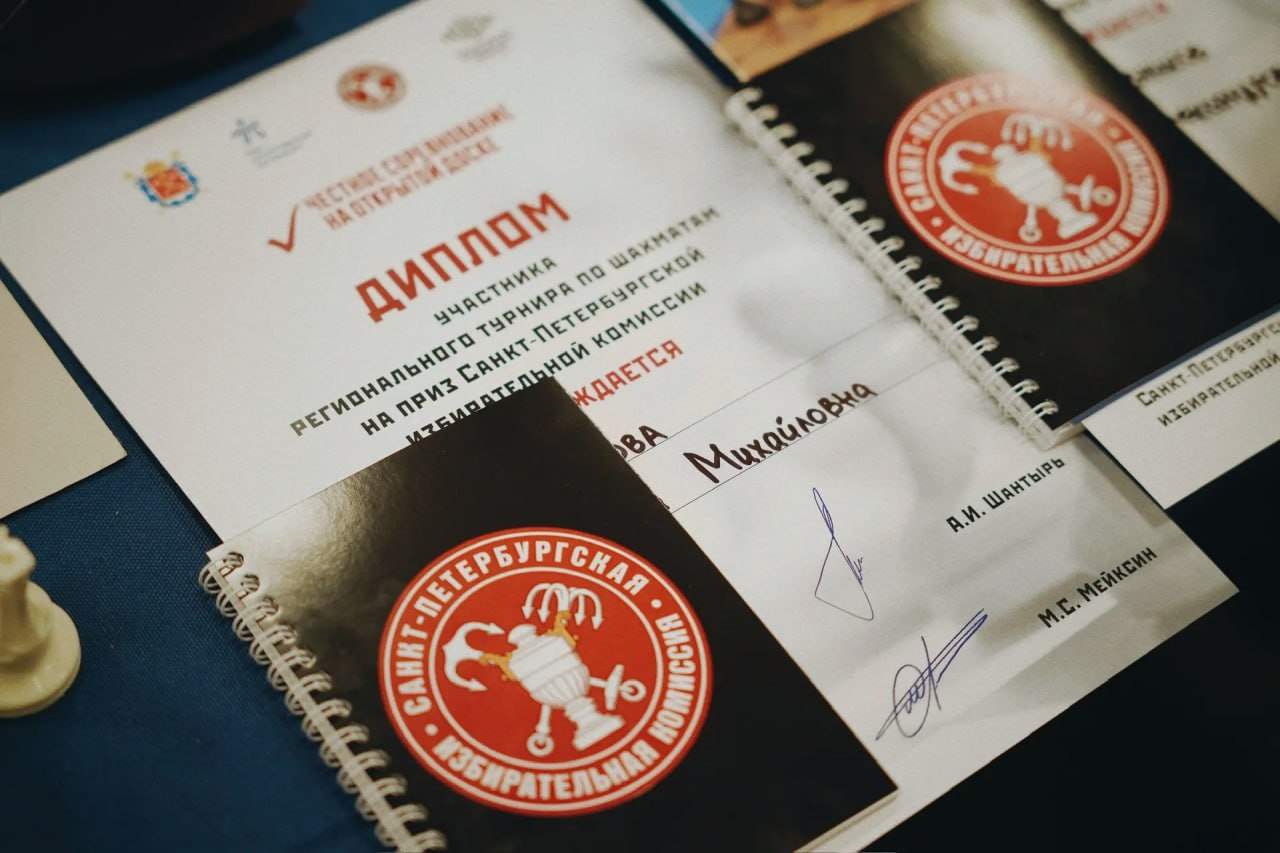 ЧЕСТНОЕ СОРЕВНОВАНИЕ
НА ОТКРЫТОЙ ДОСКЕ
ДИПЛОМ
УЧАСТНИКА
РЕГИОНАЛЬНОГО ТУРНИРА ПО ШАХМАТАМ
НА ПРИЗ САНКТ-ПЕТЕРБУРГСКОЙ
ИЗБИРАТЕЛЬНОЙ КОМИССИИ
ЖДАЕТСЯ
ОВА
Михайловна
А.И. ШАНТЫРЬ
М.С. МЕЙКСИН
САНКТ-ПЕТЕРБУРГСКАЯ
ИЗБИРАТЕЛЬНАЯ КОМИССИЯ
САНКТ-ПЕТЕРБУРГСКАЯ
ИЗБИРАТЕЛЬНАЯ КОМИССИЯ
САНКТ-ПЕТЕРБУРГС
ИЗБИРАТЕЛЬНОЙ